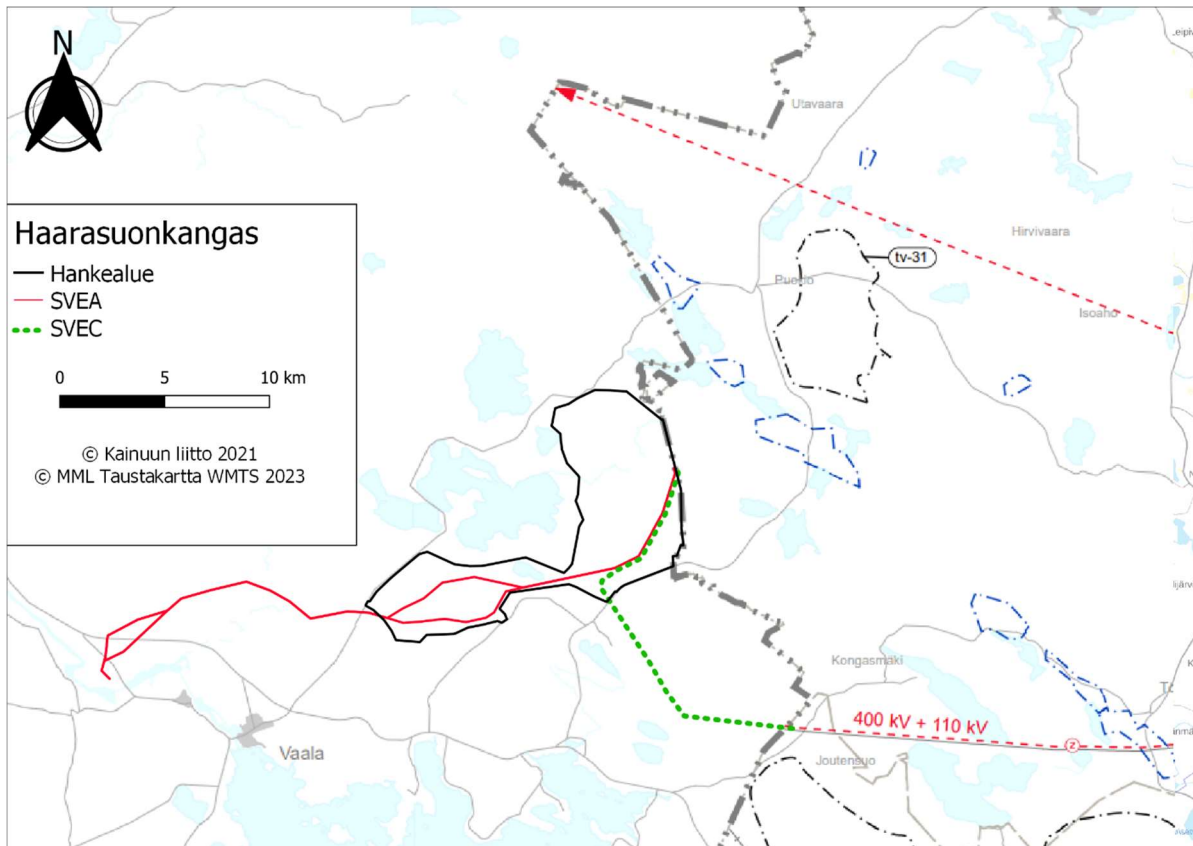 N
Haarasuonkangas
Hankealue
SVEA
SVEC
0 5 10 km
© Kainuun liitto 2021
© MML Taustakartta WMTS 2023
Utavaara
Hirvivaara
tv-31
Puolio
Isoaho
Kongasmäki
400 kV + 110 kV
z
Joutensuo
Vaala